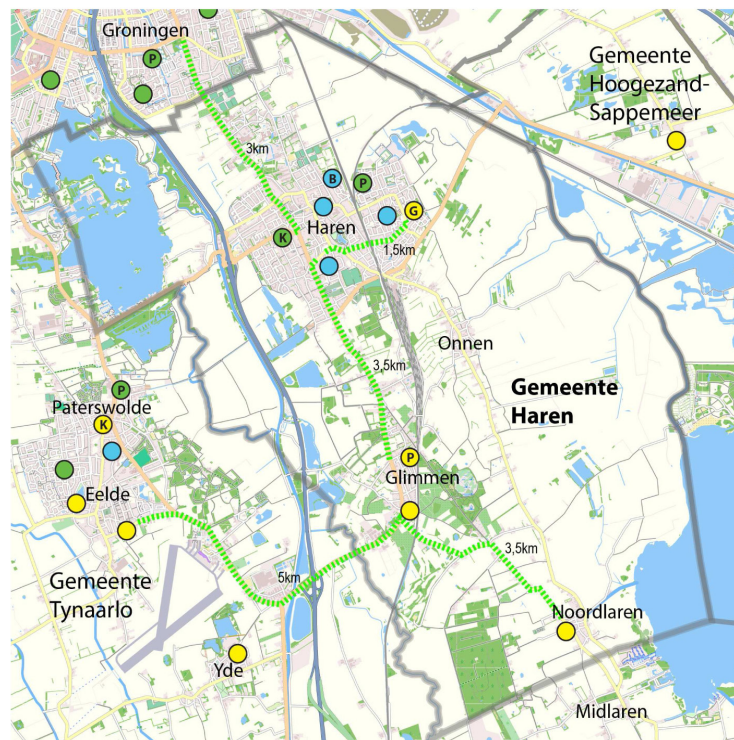 Groningen
P
Gemeente
Hoogezand-
Sappemeer
3km
B
P
G
Haren
K
1,5km
Onnen
3,5km
Gemeente
Haren
P
Paterswolde
K
P
Glimmen
Eelde
3,5km
5km
Gemeente
Tynaarlo
Noordlaren
Yde
Midlaren